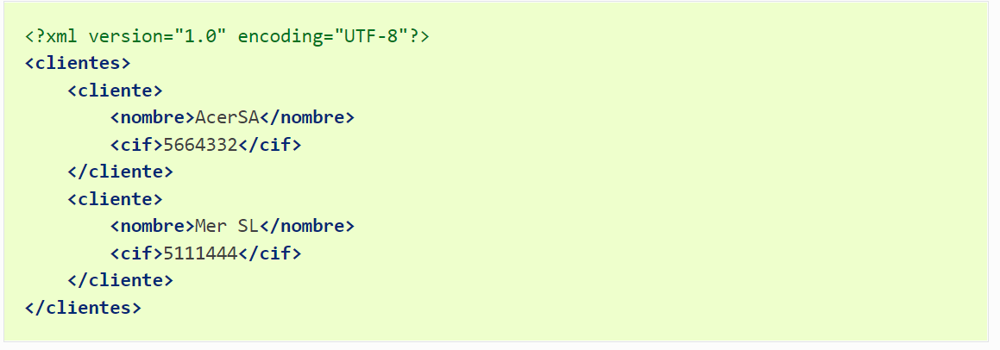 <?xml version="1.0" encoding="UTF-8"?>
<clientes>
    <cliente>
        <nombre>AcerSA</nombre>
        <cif>5664332</cif>
    </cliente>
    <cliente>
        <nombre>Mer SL</nombre>
        <cif>5111444</cif>
    </cliente>
</clientes>